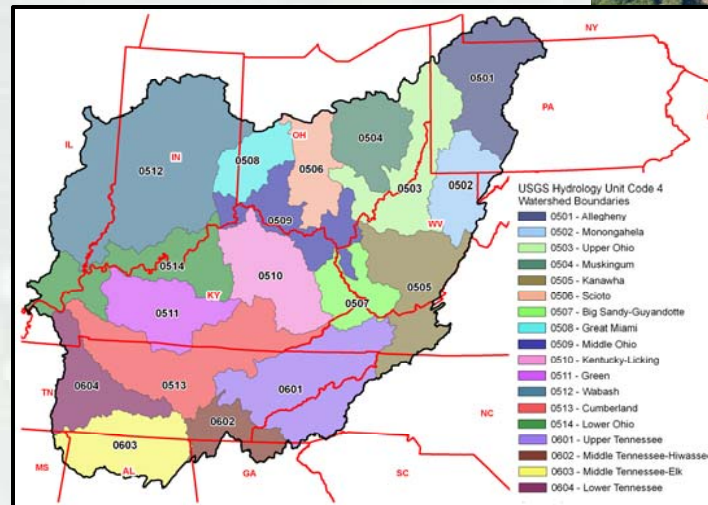 NY
0501
PA
0504
OH
IL
IN
0508
0506
0512
0503
0502
0509
WV
0514
0510
0505
KY
0507
0511
0604
0513
0601
TN
0602
NC
0603
MS
AL
GA
SC
USGS Hydrology Unit Code 4
Watershed Boundaries
0501 - Allegheny
0502 - Monongahela
0503 - Upper Ohio
0504 - Muskingum
0505 - Kanawha
0506 - Scioto
0507 - Big Sandy-Guyandotte
0508 - Great Miami
0509 - Middle Ohio
0510 - Kentucky-Licking
0511 - Green
0512 - Wabash
0513 - Cumberland
0514 - Lower Ohio
0601 - Upper Tennessee
0602 - Middle Tennessee-Hiwassee
0603 - Middle Tennessee-Elk
0604 - Lower Tennessee